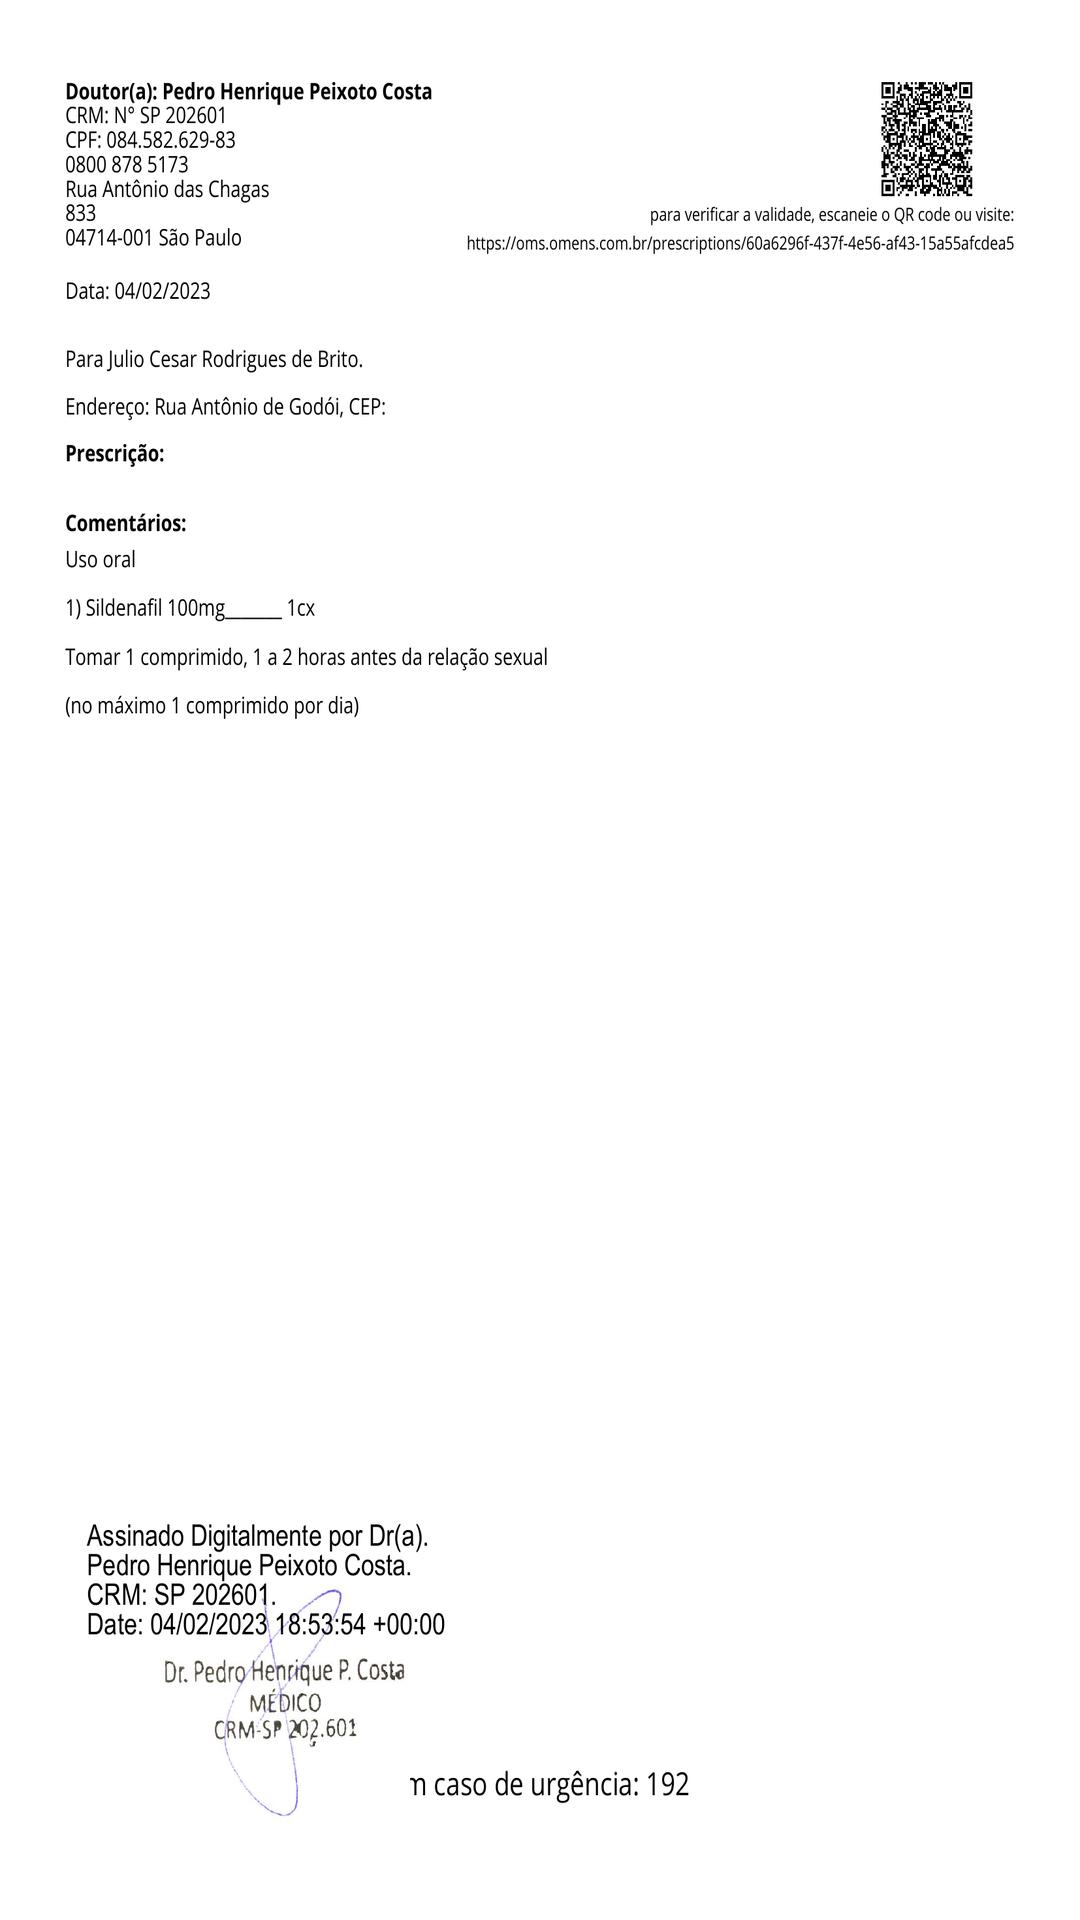 Doutor(a): Pedro Henrique Peixoto Costa
CRM: N° SP 202601
CPF: 084.582.629-83
0800 878 5173
Rua Antônio das Chagas
833
04714-001 São Paulo
para verificar a validade, escaneie o QR code ou visite:
https://oms.omens.com.br/prescriptions/60a6296f-437f-4e56-af43-15a55afcdea5
Data: 04/02/2023
Para Julio Cesar Rodrigues de Brito.
Endereço: Rua Antônio de Godói, CEP:
Prescrição:
Comentários:
Uso oral
1) Sildenafil 100mg______ 1cx
Tomar 1 comprimido, 1 a 2 horas antes da relação sexual
(no máximo 1 comprimido por dia)
Assinado Digitalmente por Dr(a).
Pedro Henrique Peixoto Costa.
CRM: SP 202601.
Date: 04/02/2023 18:53:54 +00:00
Dr. Pedro Henrique P. Costa
MÉDICO
CRM-SP 202.601
m caso de urgência: 192